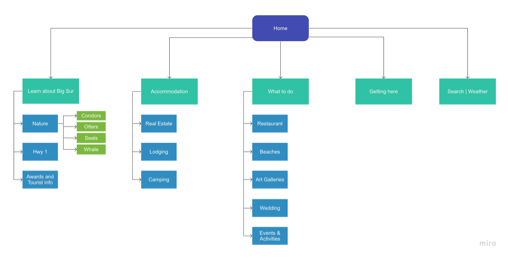 Home
Learn about Big Sur
Accommodation
What to do
Getting here
Search | Weather
Nature
Condors
Otters
Seals
Whale
Hwy 1
Awards and
Tourist info
Real Estate
Lodging
Camping
Restaurant
Beaches
Art Galleries
Wedding
Events &
Activities
miro